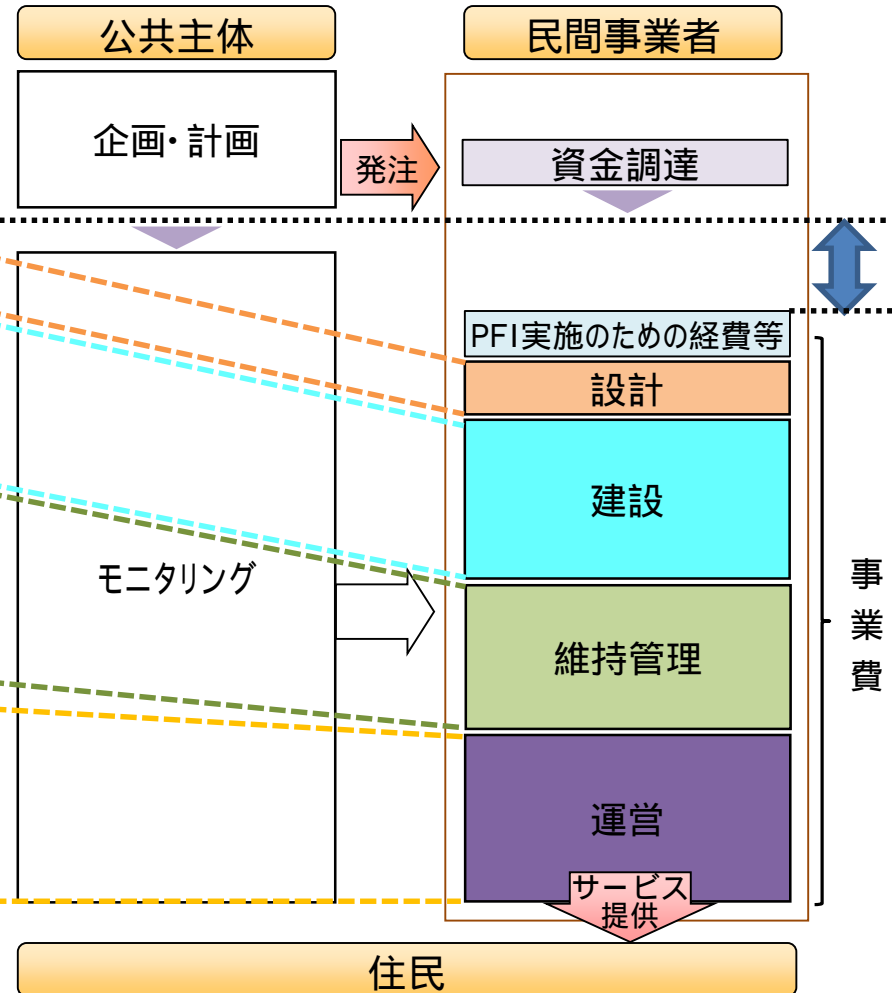 公共主体
民間事業者
企画・計画
発注
資金調達
PFI実施のための経費等
設計
建設
モニタリング
維持管理
事業費
運営
サービス
提供
住民